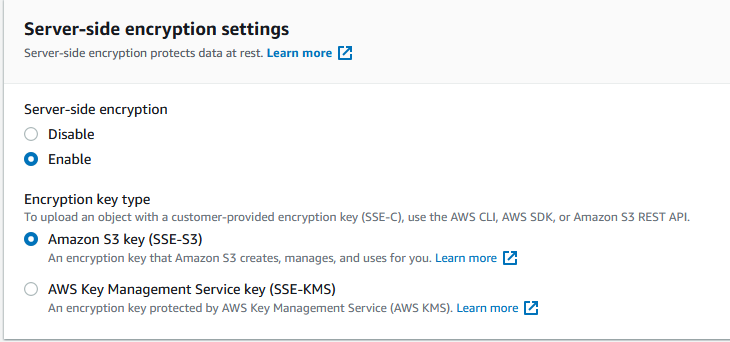 Server-side encryption settings
Server-side encryption protects data at rest. Learn more
Server-side encryption
Disable
Enable
Encryption key type
To upload an object with a customer-provided encryption key (SSE-C), use the AWS CLI, AWS SDK, or Amazon S3 REST API.
Amazon S3 key (SSE-S3)
An encryption key that Amazon S3 creates, manages, and uses for you. Learn more
AWS Key Management Service key (SSE-KMS)
An encryption key protected by AWS Key Management Service (AWS KMS). Learn more